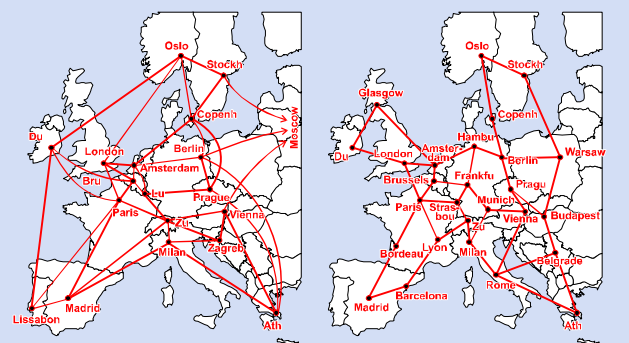 Oslo
Stockh
Copenh
Moscow
Du
London
Berlin
Amsterdam
Bru
Lu
Prague
Paris
Vienna
Zu
Zagreb
Milan
Madrid
Lissabon
Ath
Oslo
Stockh
Glasgow
Copenh
Hambu
Du
London
Amster
dam
Berlin
Warsaw
Brussels
Frankfu
Paris
Stras
bou
Munich
Vienna
Budapest
Zu
Lyon
Milan
Bordeau
Belgrade
Rome
Barcelona
Madrid
Ath